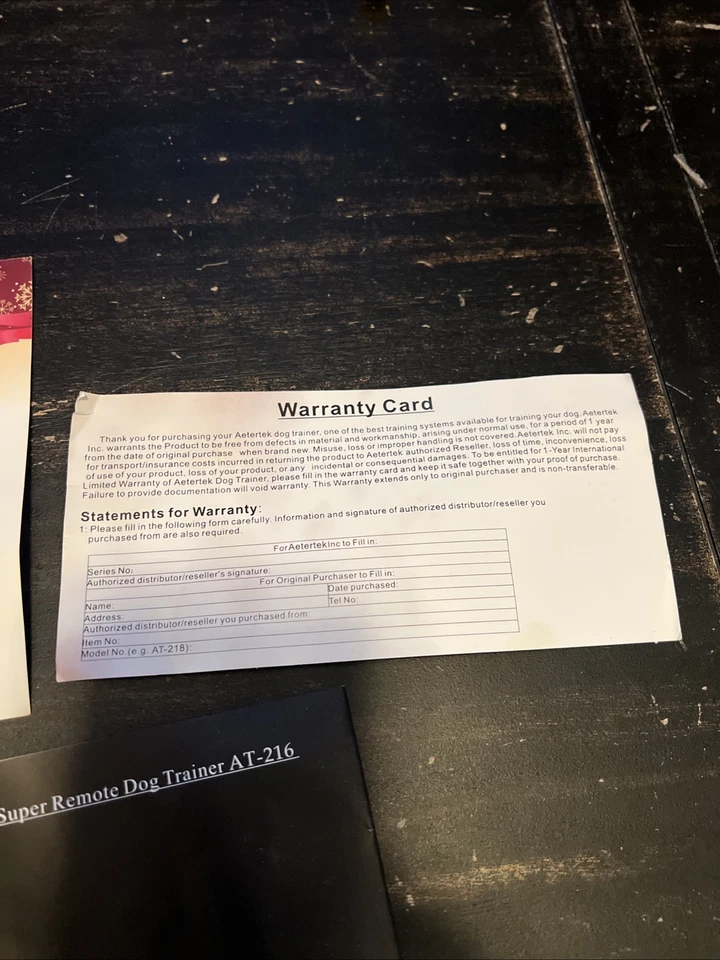 Warranty Card
Thank you for purchasing your Aetertek dog trainer, one of the best training systems available for training your dog. Aetertek
Inc. warrants the Product to be free from defects in material and workmanship, arising under normal use, for a period of 1 year
from the date of original purchase when brand new. Misuse, loss or improper handling is not covered. Aetertek Inc. will not pay
for transport/insurance costs incurred in returning the product to Aetertek authorized Reseller, loss of time, inconvenience, loss
of use of your product, loss of your product, or any incidental or consequential damages. To be entitled for 1-Year International
Limited Warranty of Aetertek Dog Trainer, please fill in the warranty card and keep it safe together with your proof of purchase.
Failure to provide documentation will void warranty. This Warranty extends only to original purchaser and is non-transferable.
Statements for Warranty:
1: Please fill in the following form carefully. Information and signature of authorized distributor/reseller you
purchased from are also required.
For Aetertek Inc to Fill in:
Series No:
Authorized distributor/reseller's signature:
For Original Purchaser to Fill in:
Date purchased:
Name:
Tel No:
Address:
Authorized distributor/reseller you purchased from:
Item No:
Model No (e.g. AT-218):
Super Remote Dog Trainer AT-216